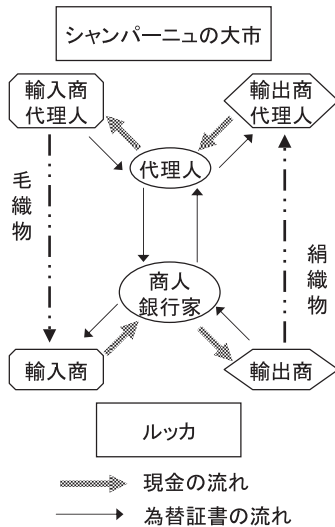 シャンパーニュの大市
輸入商
代理人
輸出商
代理人
代理人
毛織物
絹織物
商人
銀行家
輸入商
輸出商
ルッカ
現金の流れ
為替証書の流れ